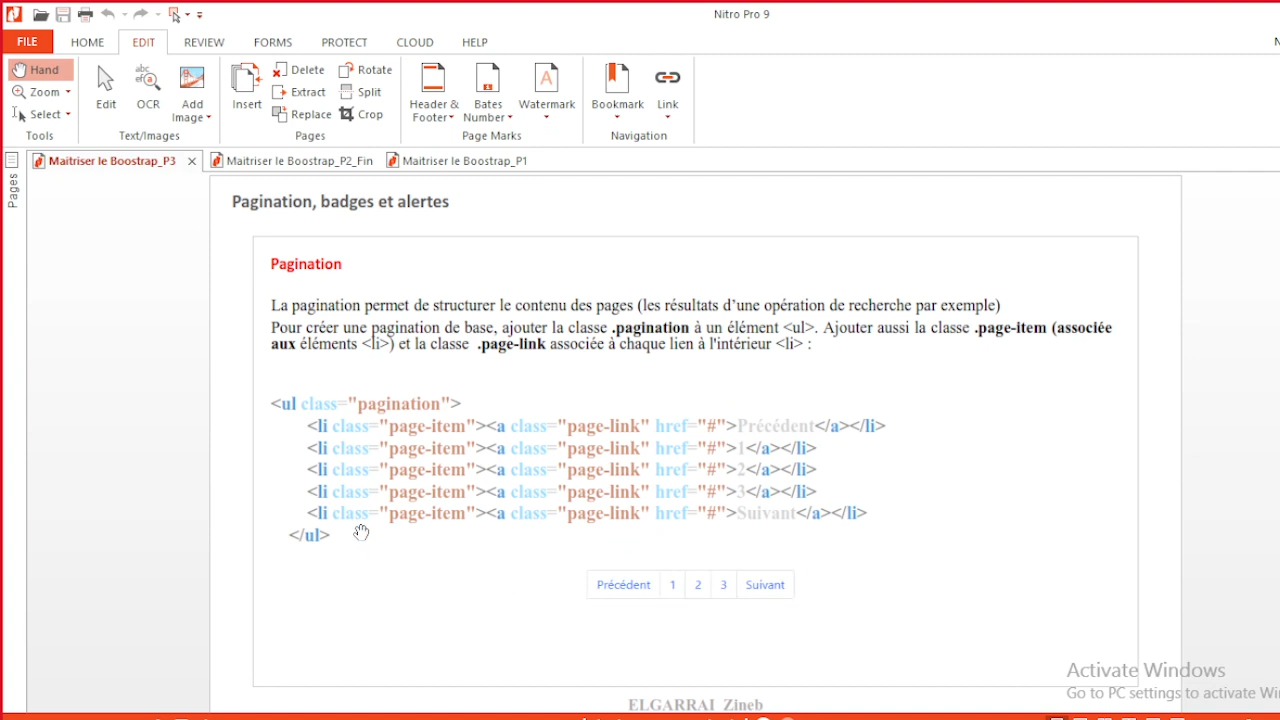 Nitro Pro 9
FILE HOME EDIT REVIEW FORMS PROTECT CLOUD HELP
Hand
Zoom
Select
Tools
Edit
OCR
Add Image
Text/Images
Insert
Delete
Extract
Replace
Rotate
Split
Crop
Pages
Header & Footer
Bates Number
Watermark
Page Marks
Bookmark
Link
Navigation
Pages
Maitriser le Boostrap_P3 Maitriser le Boostrap_P2_Fin Maitriser le Boostrap_P1
Pagination, badges et alertes
Pagination
La pagination permet de structurer le contenu des pages (les résultats d'une opération de recherche par exemple)
Pour créer une pagination de base, ajouter la classe .pagination à un élément <ul>. Ajouter aussi la classe .page-item (associée
aux éléments <li>) et la classe .page-link associée à chaque lien à l'intérieur <li> :
<ul class="pagination">
<li class="page-item"><a class="page-link" href="#">Précédent</a></li>
<li class="page-item"><a class="page-link" href="#">1</a></li>
<li class="page-item"><a class="page-link" href="#">2</a></li>
<li class="page-item"><a class="page-link" href="#">3</a></li>
<li class="page-item"><a class="page-link" href="#">Suivant</a></li>
</ul>
Précédent 1 2 3 Suivant
ELGARRAI Zineb
Activate Windows
Go to PC settings to activate